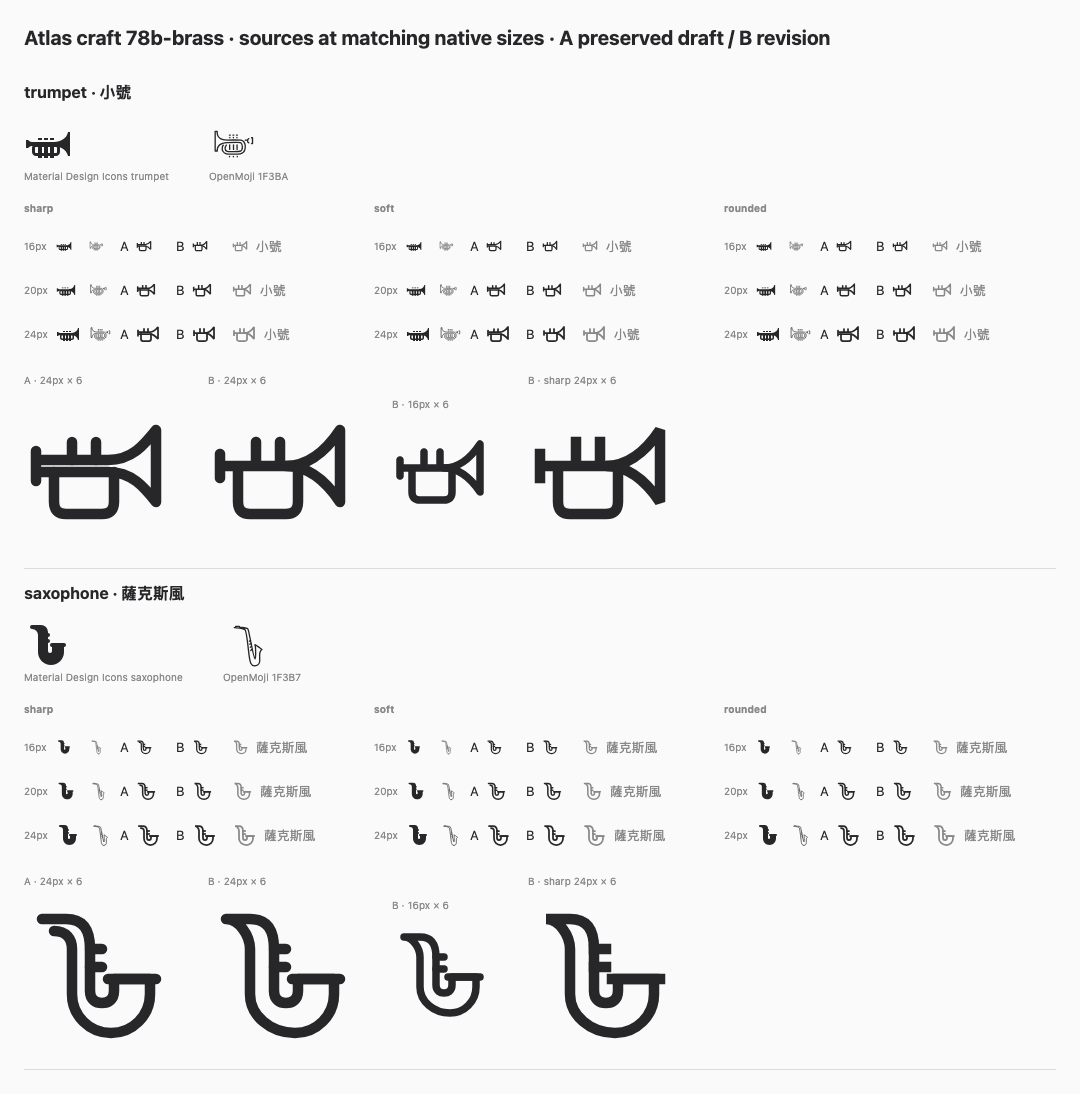 Atlas craft 78b-brass · sources at matching native sizes · A preserved draft / B revision
trumpet · 小號
Material Design Icons trumpet
OpenMoji 1F3BA
sharp
soft
rounded
16px A B 小號
16px A B 小號
16px A B 小號
20px A B 小號
20px A B 小號
20px A B 小號
24px A B 小號
24px A B 小號
24px A B 小號
A · 24px × 6
B · 24px × 6
B · 16px × 6
B · sharp 24px × 6
saxophone · 薩克斯風
Material Design Icons saxophone
OpenMoji 1F3B7
sharp
soft
rounded
16px A B 薩克斯風
16px A B 薩克斯風
16px A B 薩克斯風
20px A B 薩克斯風
20px A B 薩克斯風
20px A B 薩克斯風
24px A B 薩克斯風
24px A B 薩克斯風
24px A B 薩克斯風
A · 24px × 6
B · 24px × 6
B · 16px × 6
B · sharp 24px × 6